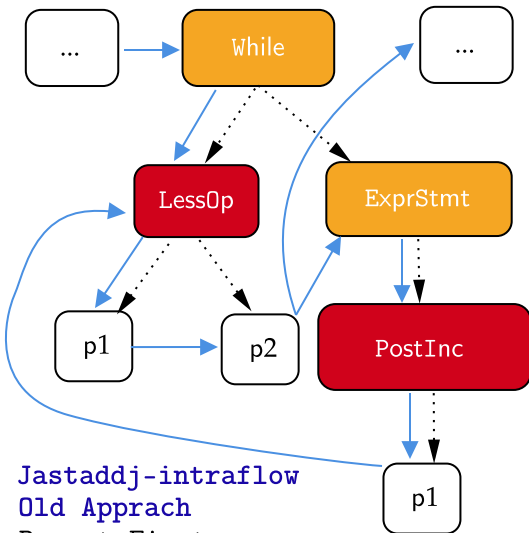 ...
While
...
LessOp
ExprStmt
p1
p2
PostInc
p1
Jastaddj-intraflow
Old Apprach